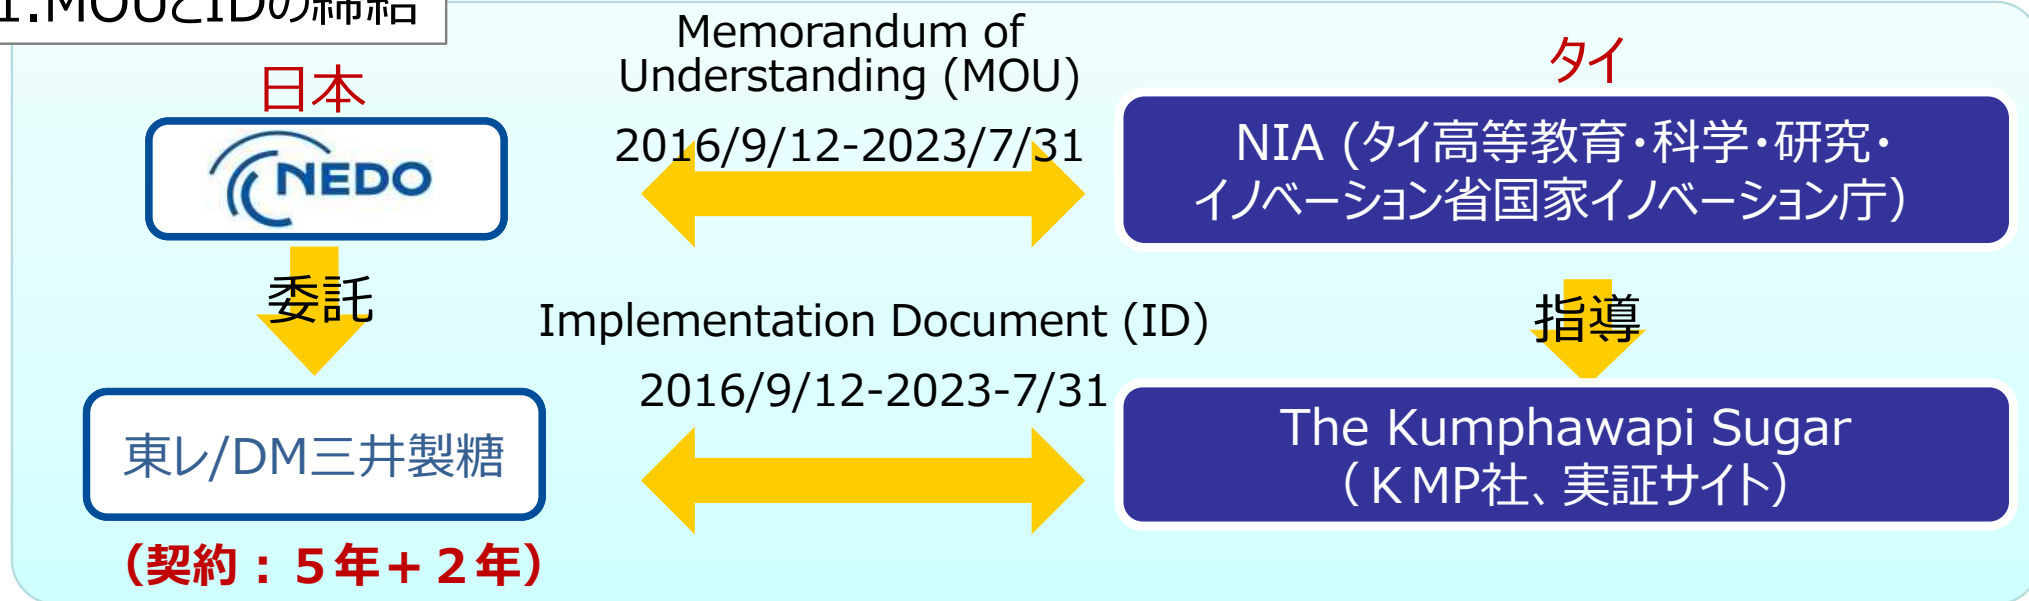 1.MOUとIDの締結
日本
Memorandum of
Understanding (MOU)
2016/9/12-2023/7/31
タイ
NEDO
NIA (タイ高等教育・科学・研究・
イノベーション省国家イノベーション庁）
委託
指導
Implementation Document (ID)
2016/9/12-2023-7/31
東レ/DM三井製糖
The Kumphawapi Sugar
（ＫMP社、実証サイト）
（契約：５年＋２年）